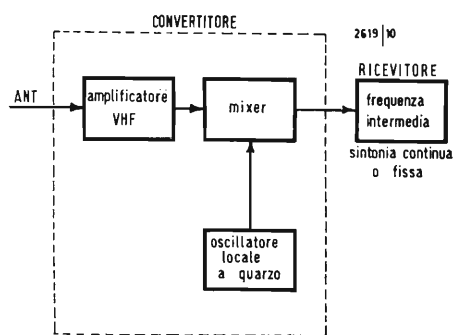 CONVERTITORE
2619|10
RICEVITORE
ANT
amplificatore
VHF
mixer
frequenza
intermedia
sintonia continua
o fissa
oscillatore
locale
a quarzo